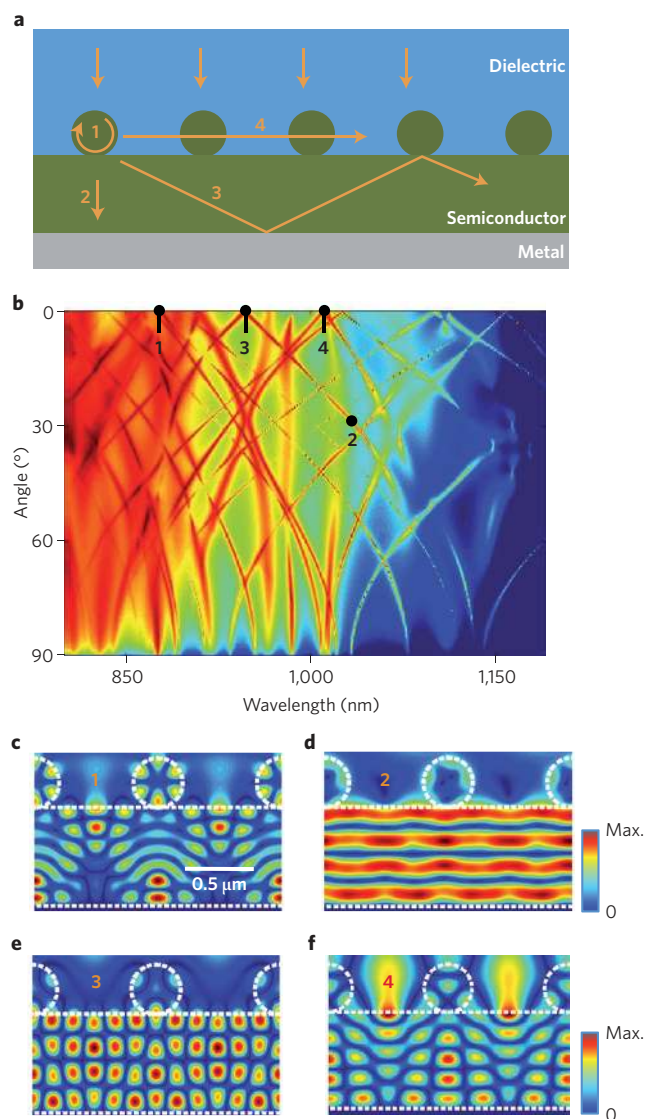 a
Dielectric
1
4
2
3
Semiconductor
Metal
b
0
30
60
90
Angle (°)
1
3
4
2
850
1,000
1,150
Wavelength (nm)
c
1
0.5 μm
d
2
Max.
0
e
3
f
4
Max.
0